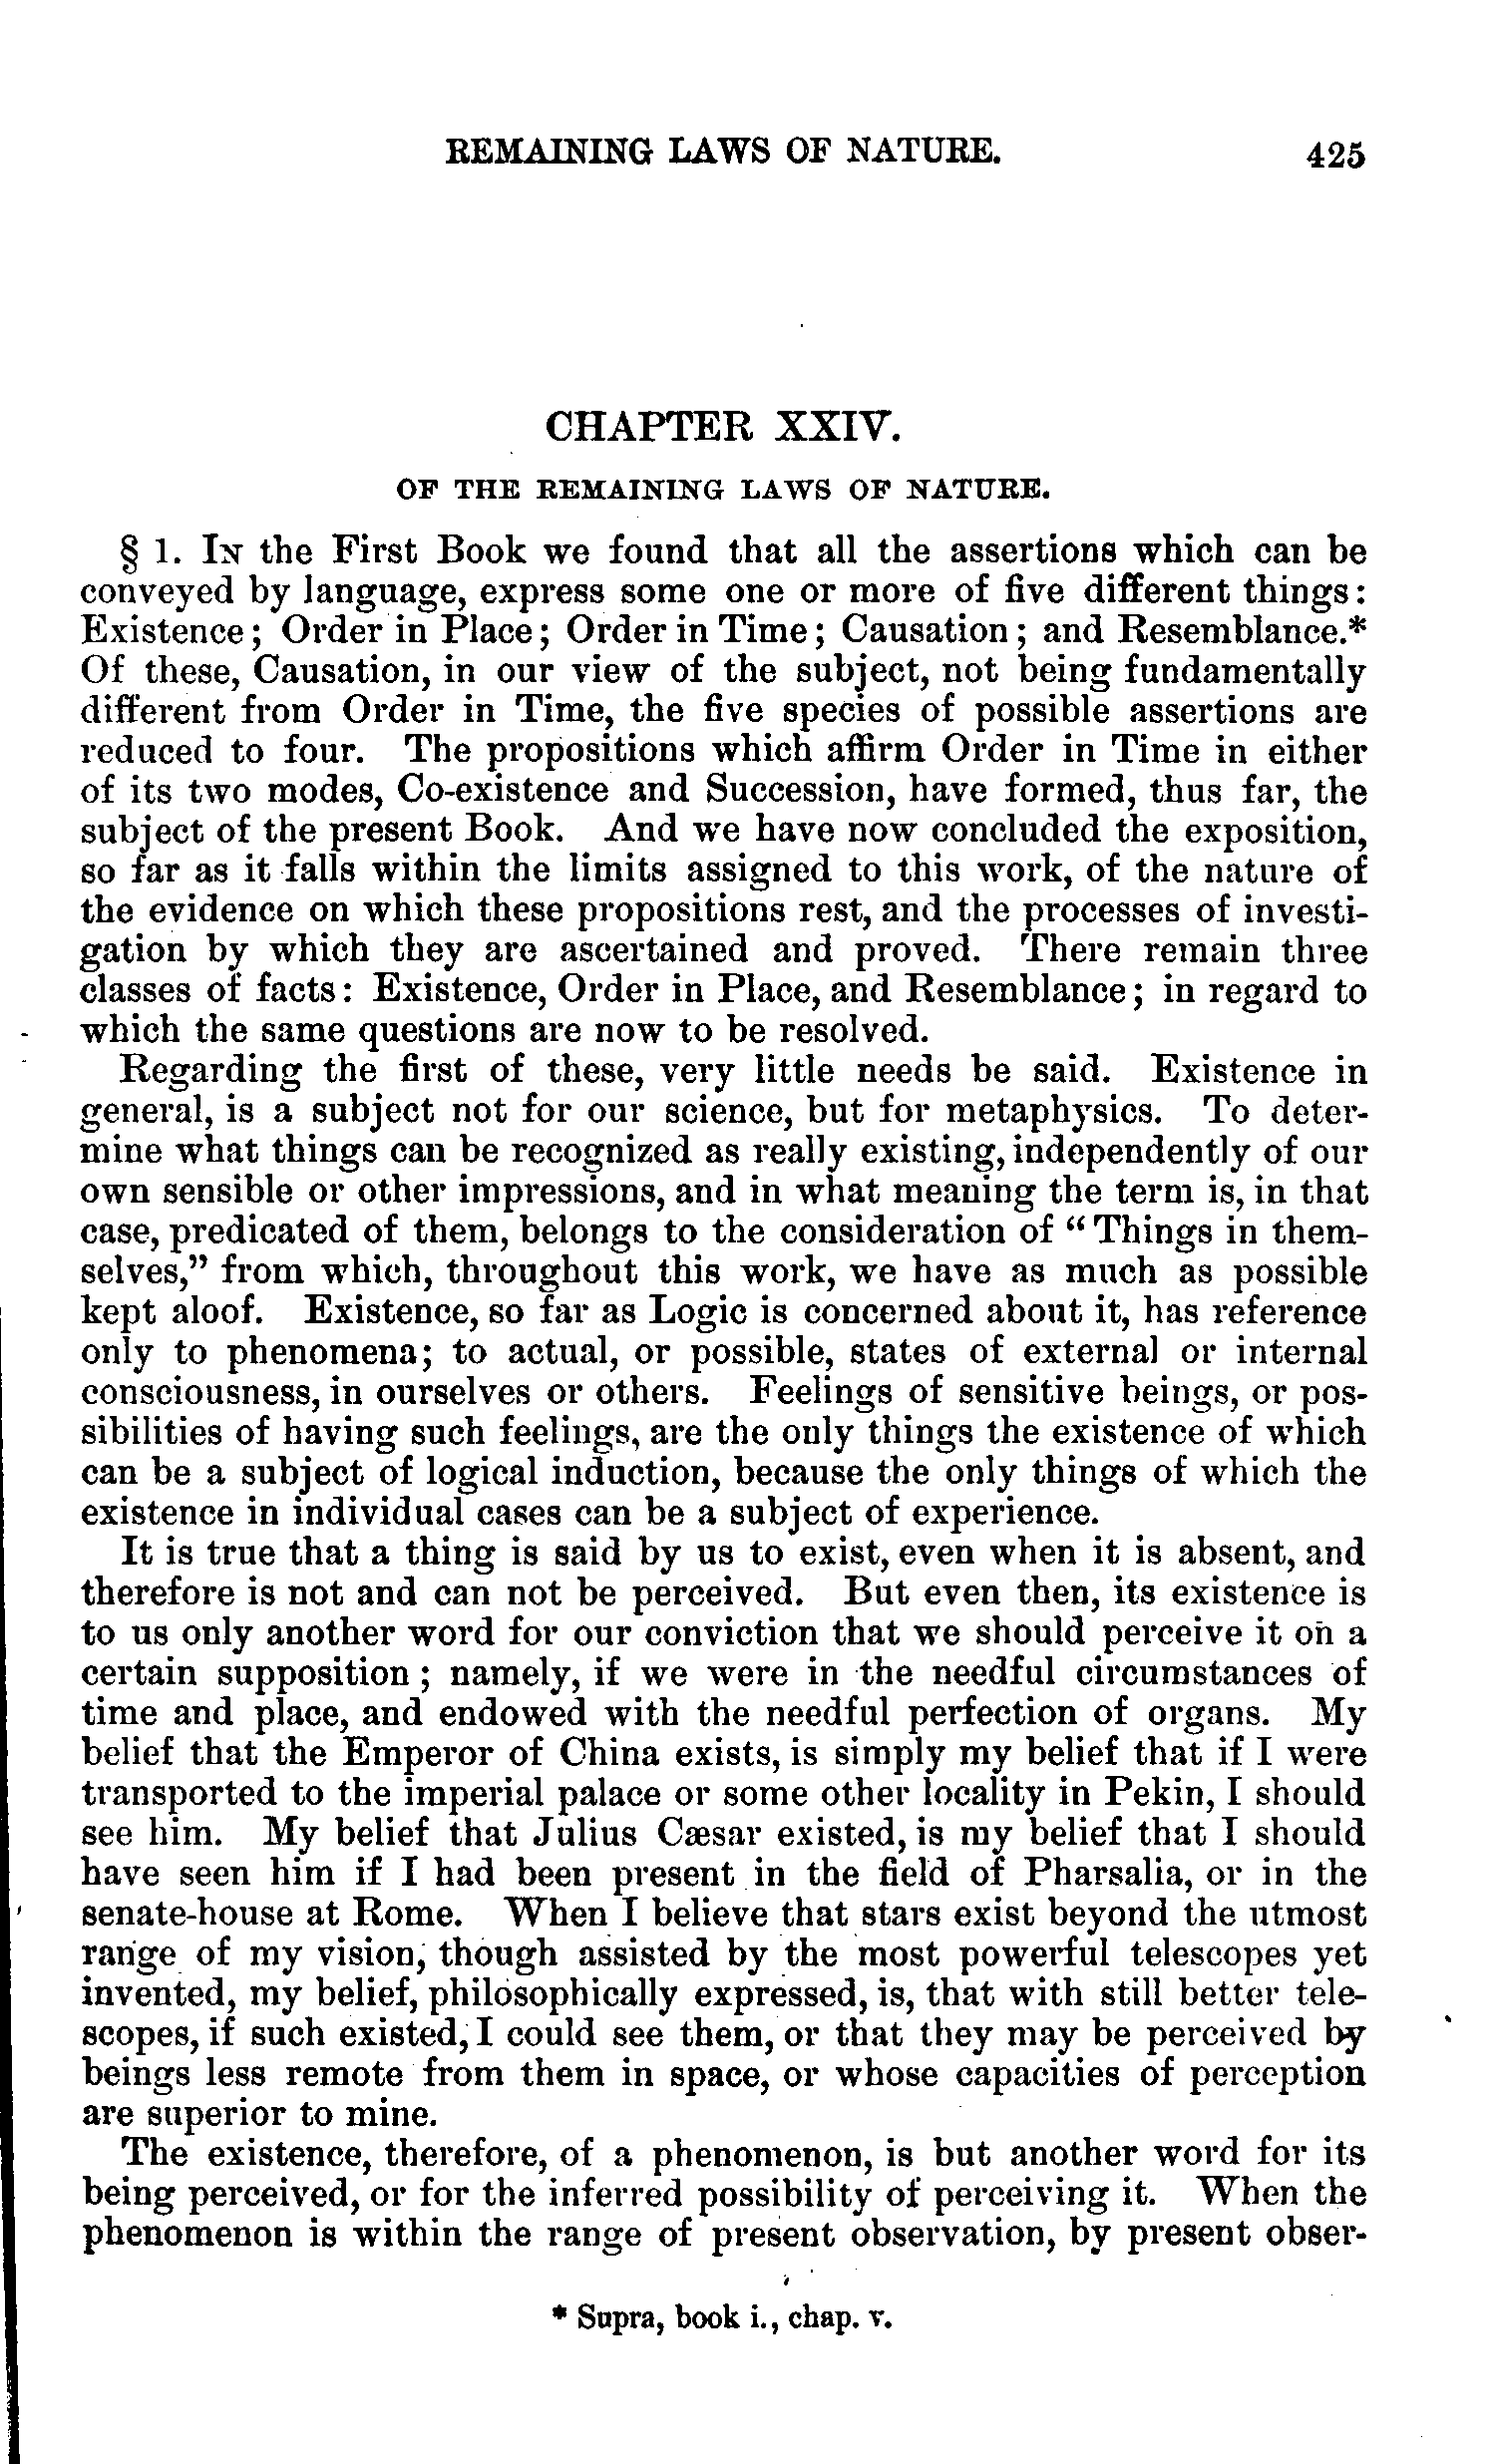 REMAINING LAWS OF NATURE. 425
CHAPTER XXIV.
OF THE REMAINING LAWS OF NATURE.
§ 1. In the First Book we found that all the assertions which can be
conveyed by language, express some one or more of five different things:
Existence; Order in Place; Order in Time; Causation; and Resemblance.*
Of these, Causation, in our view of the subject, not being fundamentally
different from Order in Time, the five species of possible assertions are
reduced to four. The propositions which affirm Order in Time in either
of its two modes, Co-existence and Succession, have formed, thus far, the
subject of the present Book. And we have now concluded the exposition,
so far as it falls within the limits assigned to this work, of the nature of
the evidence on which these propositions rest, and the processes of investi-
gation by which they are ascertained and proved. There remain three
classes of facts: Existence, Order in Place, and Resemblance; in regard to
which the same questions are now to be resolved.
Regarding the first of these, very little needs be said. Existence in
general, is a subject not for our science, but for metaphysics. To deter-
mine what things can be recognized as really existing, independently of our
own sensible or other impressions, and in what meaning the term is, in that
case, predicated of them, belongs to the consideration of “Things in them-
selves,” from which, throughout this work, we have as much as possible
kept aloof. Existence, so far as Logic is concerned about it, has reference
only to phenomena; to actual, or possible, states of external or internal
consciousness, in ourselves or others. Feelings of sensitive beings, or pos-
sibilities of having such feelings, are the only things the existence of which
can be a subject of logical induction, because the only things of which the
existence in individual cases can be a subject of experience.
It is true that a thing is said by us to exist, even when it is absent, and
therefore is not and can not be perceived. But even then, its existence is
to us only another word for our conviction that we should perceive it on a
certain supposition; namely, if we were in the needful circumstances of
time and place, and endowed with the needful perfection of organs. My
belief that the Emperor of China exists, is simply my belief that if I were
transported to the imperial palace or some other locality in Pekin, I should
see him. My belief that Julius Cæsar existed, is my belief that I should
have seen him if I had been present in the field of Pharsalia, or in the
senate-house at Rome. When I believe that stars exist beyond the utmost
range of my vision, though assisted by the most powerful telescopes yet
invented, my belief, philosophically expressed, is, that with still better tele-
scopes, if such existed, I could see them, or that they may be perceived by
beings less remote from them in space, or whose capacities of perception
are superior to mine.
The existence, therefore, of a phenomenon, is but another word for its
being perceived, or for the inferred possibility of perceiving it. When the
phenomenon is within the range of present observation, by present obser-
* Supra, book i., chap. v.